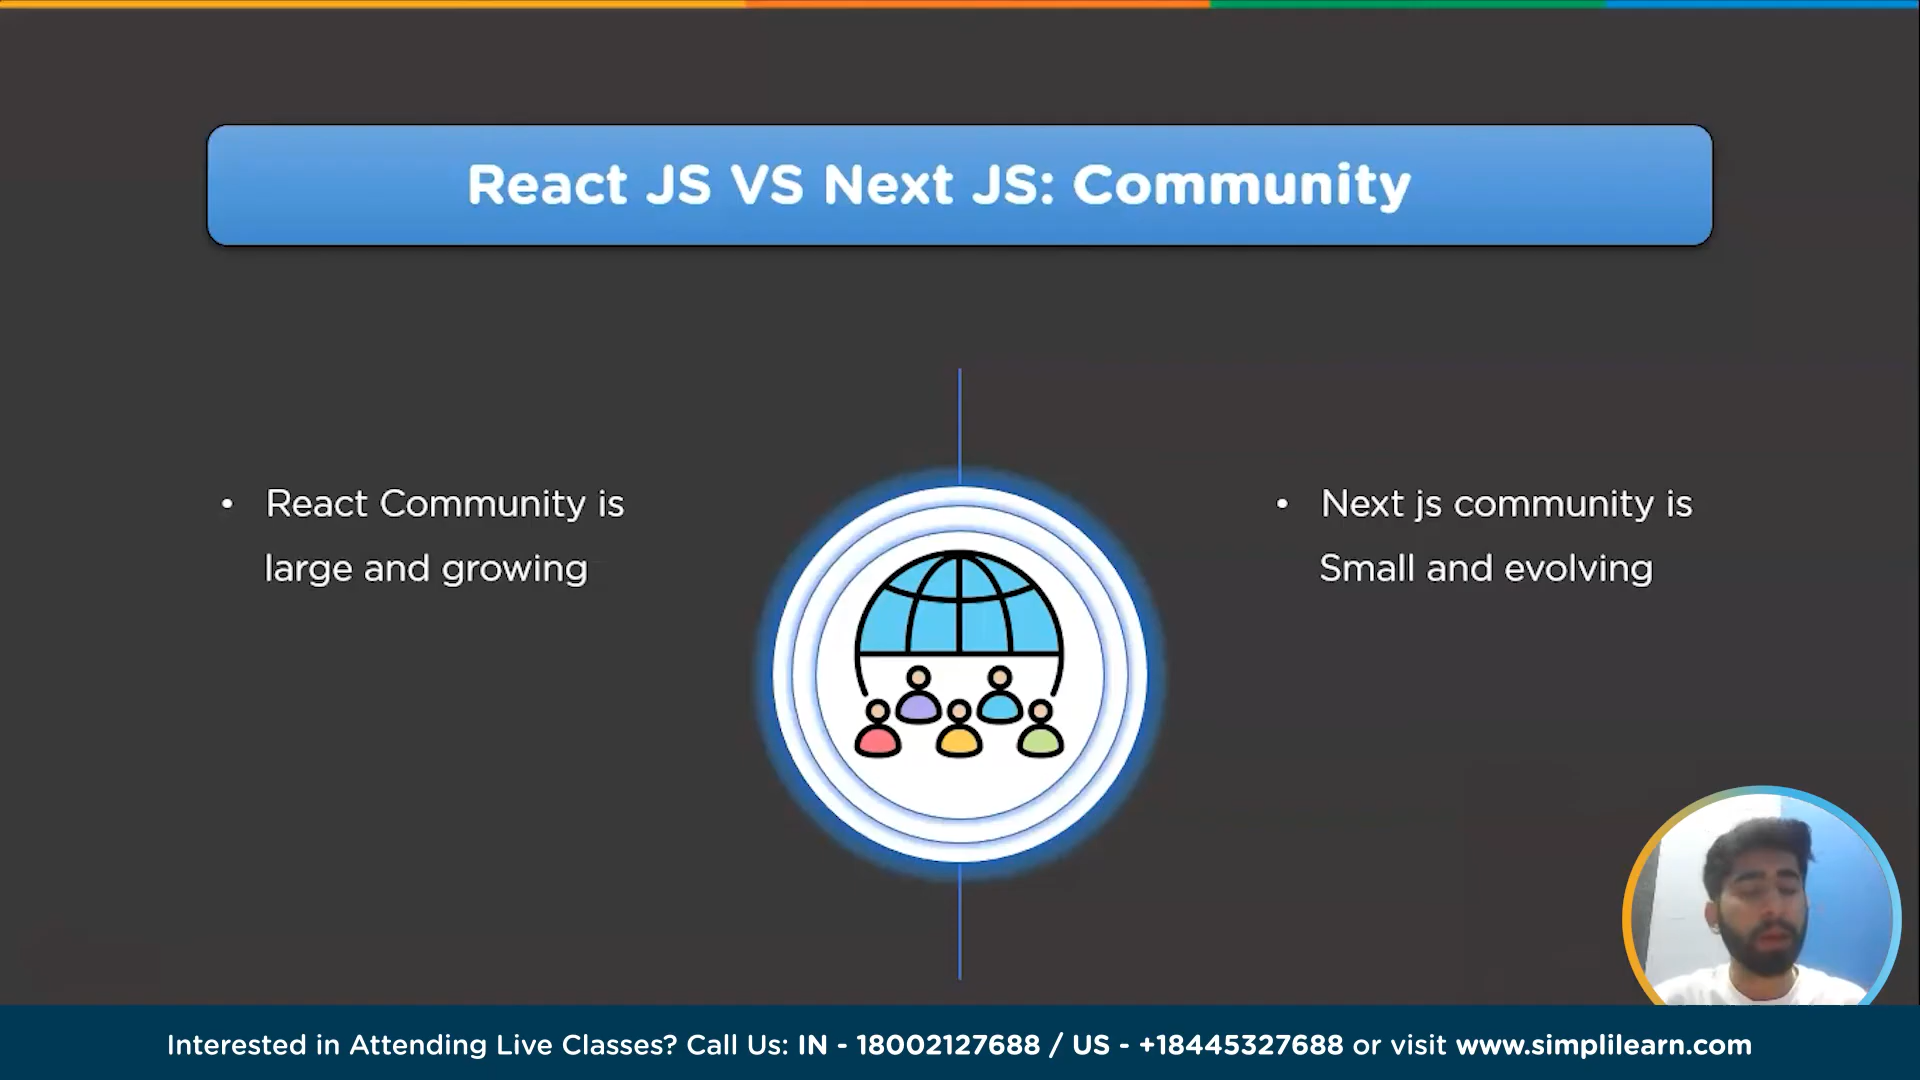 React JS VS Next JS: Community
• React Community is
large and growing
• Next js community is
Small and evolving
Interested in Attending Live Classes? Call Us: IN - 18002127688 / US - +18445327688 or visit www.simplilearn.com